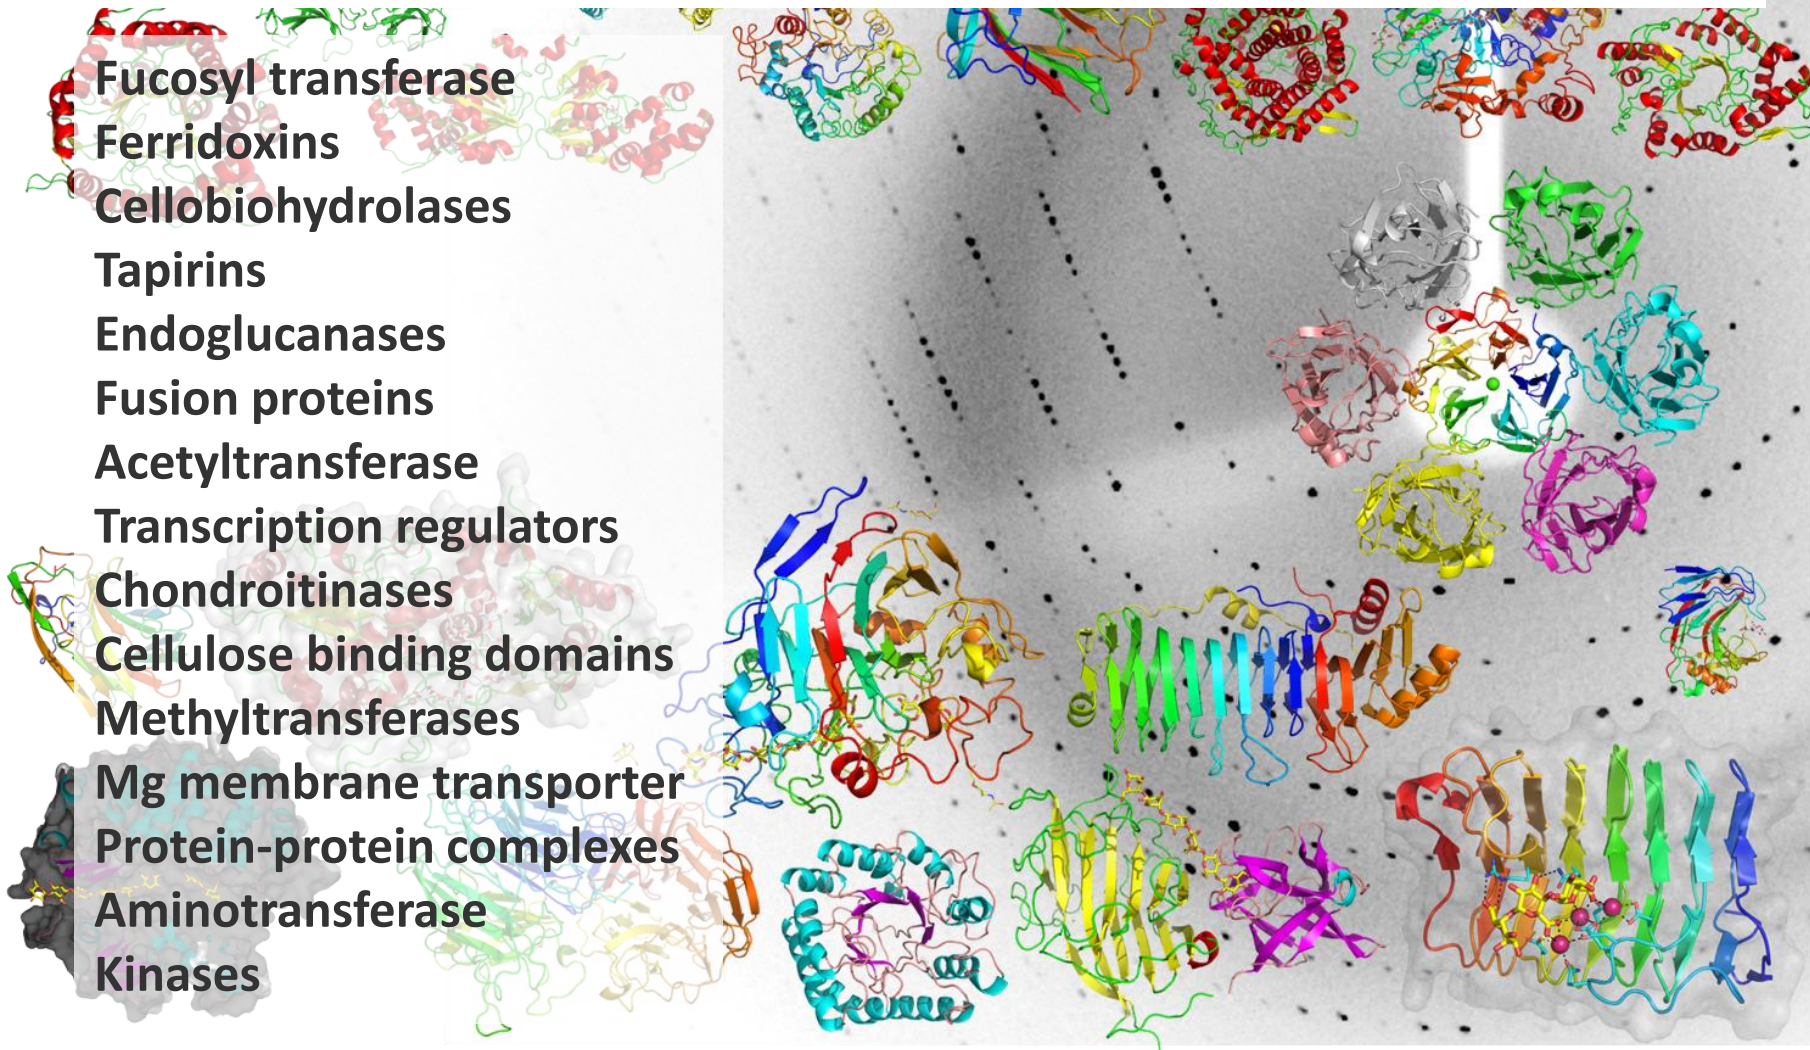 Fucosyl transferase
Ferridoxins
Cellobiohydrolases
Tapirins
Endoglucanases
Fusion proteins
Acetyltransferase
Transcription regulators
Chondroitinases
Cellulose binding domains
Methyltransferases
Mg membrane transporter
Protein-protein complexes
Aminotransferase
Kinases